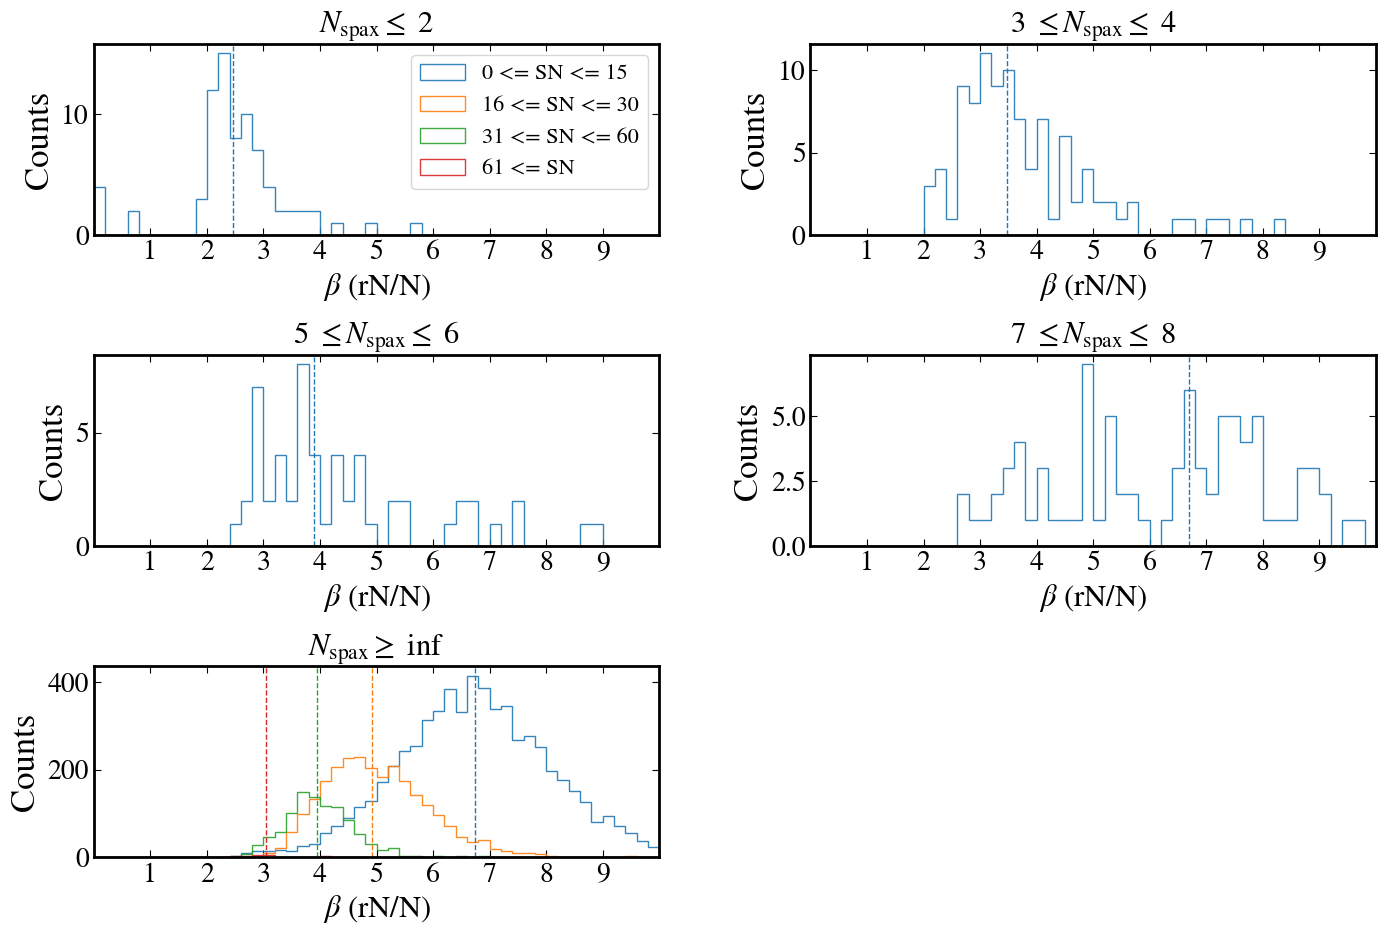 N_spax ≤ 2
Counts
10
0
0 <= SN <= 15
16 <= SN <= 30
31 <= SN <= 60
61 <= SN
1 2 3 4 5 6 7 8 9
β (rN/N)
3 ≤ N_spax ≤ 4
Counts
10
5
0
1 2 3 4 5 6 7 8 9
β (rN/N)
5 ≤ N_spax ≤ 6
Counts
5
0
1 2 3 4 5 6 7 8 9
β (rN/N)
7 ≤ N_spax ≤ 8
Counts
5.0
2.5
0.0
1 2 3 4 5 6 7 8 9
β (rN/N)
N_spax ≥ inf
Counts
400
200
0
1 2 3 4 5 6 7 8 9
β (rN/N)